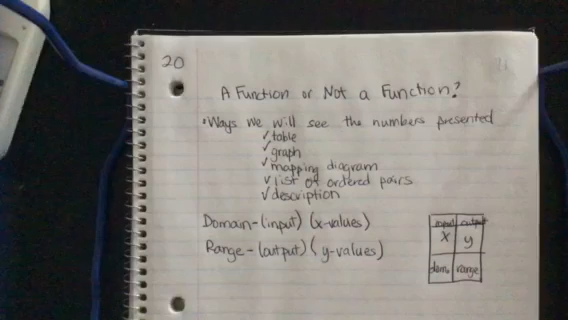 20
A Function or Not a Function?
•Ways we will see the numbers presented
✓table
✓graph
✓mapping diagram
✓list of ordered pairs
✓description
Domain-(input) (x-values)
Range-(output) (y-values)
input output
x y
dom. range